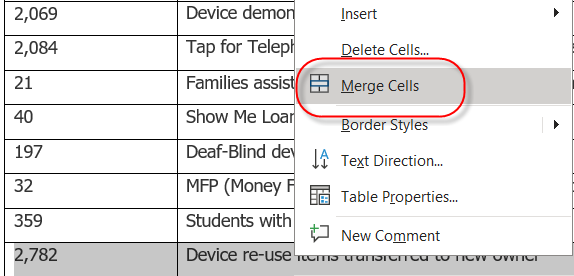 2,069 Device demon
2,084 Tap for Teleph
21 Families assist
40 Show Me Loan
197 Deaf-Blind dev
32 MFP (Money F
359 Students with
2,782 Device re-use items transferred to new owner
Insert
Delete Cells...
Merge Cells
Border Styles
Text Direction...
Table Properties...
New Comment